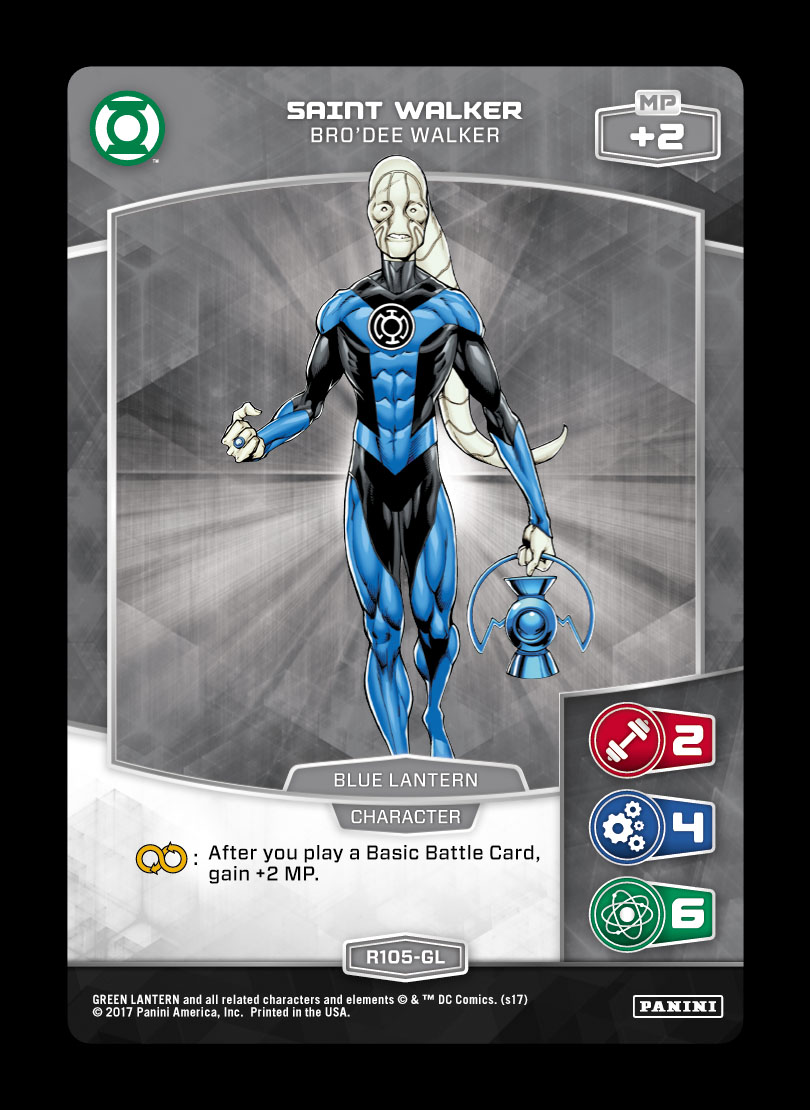 SAINT WALKER
BRO'DEE WALKER
MP
+2
™
2
4
6
BLUE LANTERN
CHARACTER
: After you play a Basic Battle Card,
gain +2 MP.
R105-GL
GREEN LANTERN and all related characters and elements © & ™ DC Comics. (s17)
© 2017 Panini America, Inc. Printed in the USA.
PANINI